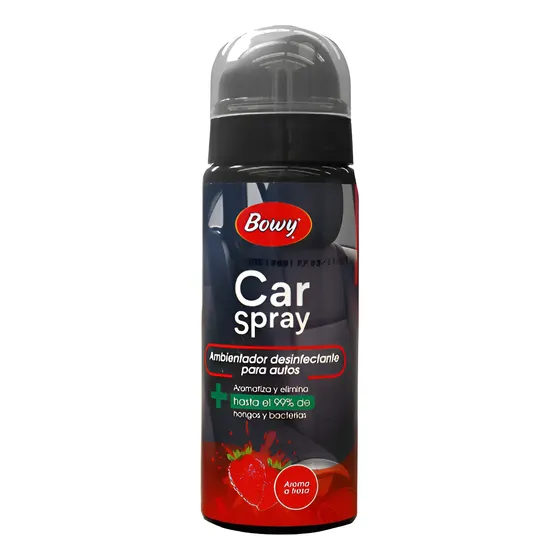 Bowy
Car
Spray
Ambientador desinfectante
para autos
Aromatiza y elimina
hasta el 99% de
hongos y bacterias
Aroma
a fresa